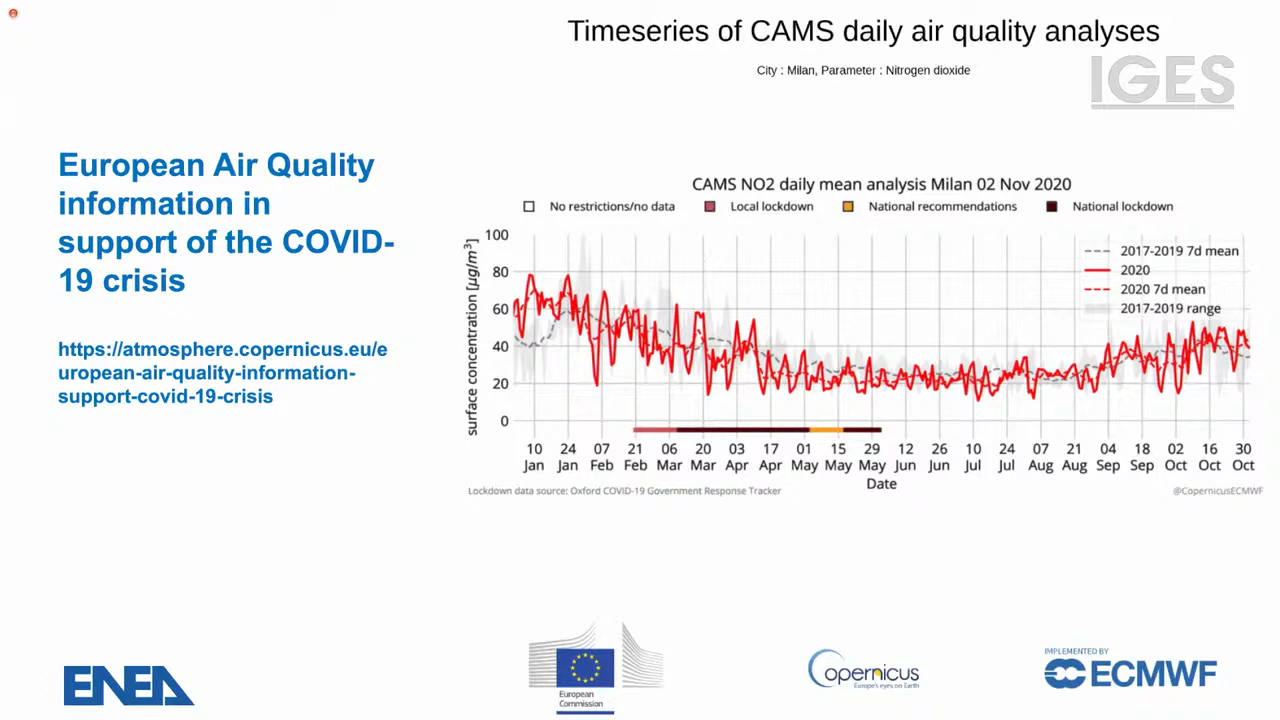 Timeseries of CAMS daily air quality analyses
City : Milan, Parameter : Nitrogen dioxide
IGES
European Air Quality
information in
support of the COVID-
19 crisis
https://atmosphere.copernicus.eu/e
uropean-air-quality-information-
support-covid-19-crisis
CAMS NO2 daily mean analysis Milan 02 Nov 2020
No restrictions/no data Local lockdown National recommendations National lockdown
surface concentration [µg/m³]
100
80
60
40
20
0
2017-2019 7d mean
2020
2020 7d mean
2017-2019 range
10 24 07 21 06 20 03 17 01 15 29 12 26 10 24 07 21 04 18 02 16 30
Jan Jan Feb Feb Mar Mar Apr Apr May May May Jun Jun Jul Jul Aug Aug Sep Sep Oct Oct Oct
Date
Lockdown data source: Oxford COVID-19 Government Response Tracker
@CopernicusECMWF
ENEA
European
Commission
opernicus
Europe's eyes on Earth
IMPLEMENTED BY
ECMWF